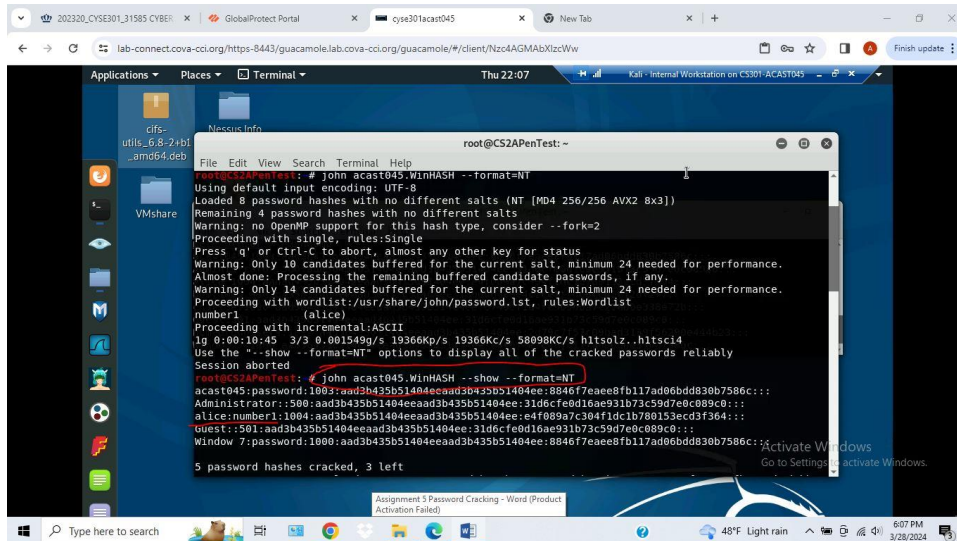 202320_CYSE301_31585 CYBER
GlobalProtect Portal
cyse301acast045
New Tab
lab-connect.cova-cci.org/https-8443/guacamole.lab.cova-cci.org/guacamole/#/client/Nzc4AGMAbXlzcWw
A
Finish update
Applications
Places
Terminal
Thu 22:07
Kali - Internal Workstation on CS301-ACAST045
cifs-
utils_6.8-2+b1
_amd64.deb
Nessus Info
VMshare
root@CS2APenTest: ~
File Edit View Search Terminal Help
root@CS2APenTest: # john acast045.WinHASH --format=NT
Using default input encoding: UTF-8
Loaded 8 password hashes with no different salts (NT [MD4 256/256 AVX2 8x3])
Remaining 4 password hashes with no different salts
Warning: no OpenMP support for this hash type, consider --fork=2
Proceeding with single, rules:Single
Press 'q' or Ctrl-C to abort, almost any other key for status
Warning: Only 10 candidates buffered for the current salt, minimum 24 needed for performance.
Almost done: Processing the remaining buffered candidate passwords, if any.
Warning: Only 14 candidates buffered for the current salt, minimum 24 needed for performance.
Proceeding with wordlist:/usr/share/john/password.lst, rules:Wordlist
number1 (alice)
Proceeding with incremental:ASCII
1g 0:00:10:45 3/3 0.001549g/s 19366Kp/s 19366Kc/s 58098KC/s h1tsolz..h1tsci4
Use the "--show --format=NT" options to display all of the cracked passwords reliably
Session aborted
root@CS2APenTest: # john acast045.WinHASH --show --format=NT
acast045:password:1003:aad3b435b51404eeaad3b435b51404ee:8846f7eaee8fb117ad06bdd830b7586c:::
Administrator::500:aad3b435b51404eeaad3b435b51404ee:31d6cfe0d16ae931b73c59d7e0c089c0:::
alice:number1:1004:aad3b435b51404eeaad3b435b51404ee:e4f089a7c304f1dc1b780153ecd3f364:::
Guest::501:aad3b435b51404eeaad3b435b51404ee:31d6cfe0d16ae931b73c59d7e0c089c0:::
Window 7:password:1000:aad3b435b51404eeaad3b435b51404ee:8846f7eaee8fb117ad06bdd830b7586c:::
5 password hashes cracked, 3 left
Activate Windows
Go to Settings to activate Windows.
Assignment 5 Password Cracking - Word (Product
Activation Failed)
Type here to search
48°F Light rain
6:07 PM
3/28/2024
3